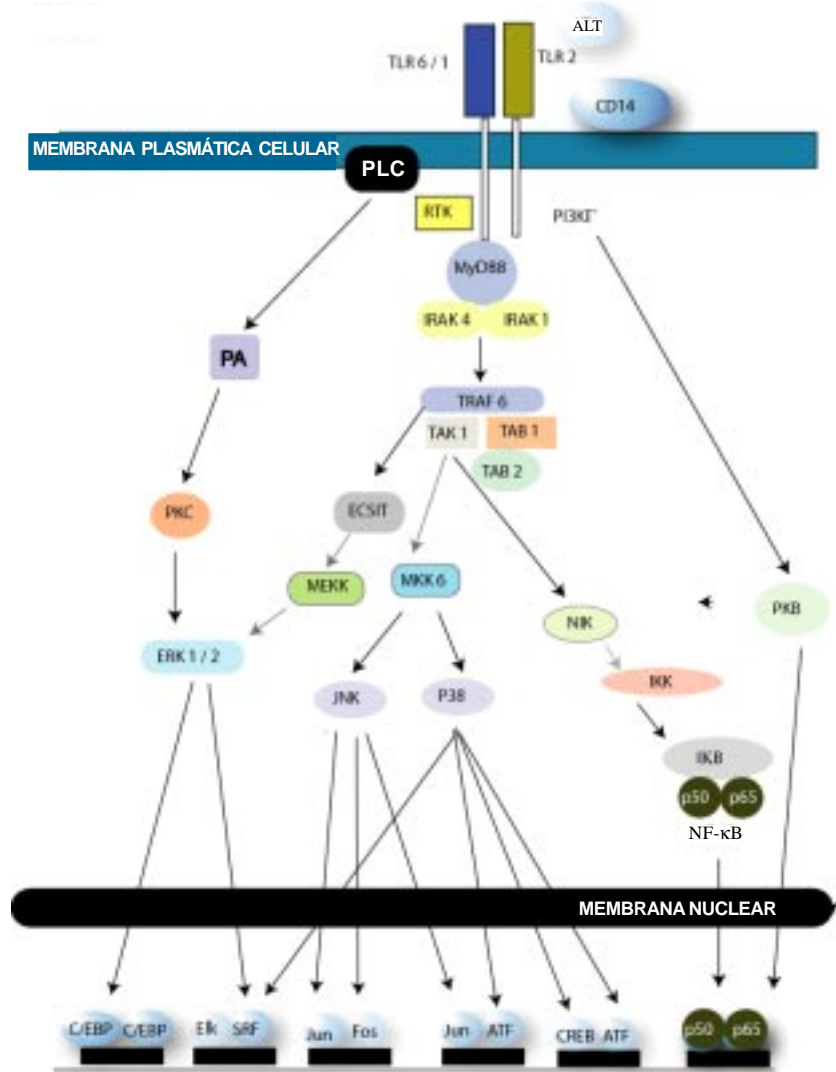 ALT
TLR 6 / 1
TLR 2
CD14
MEMBRANA PLASMÁTICA CELULAR
PLC
RTK
MyD88
IRAK 4
IRAK 1
PA
TRAF 6
TAK 1
TAB 1
TAB 2
PKC
ECSIT
MEKK
MKK 6
NIK
PKB
ERK 1 / 2
JNK
P38
IKK
IKB
p50
p65
NF-κB
MEMBRANA NUCLEAR
C/EBP
C/EBP
Elk
SRF
Jun
Fos
Jun
ATF
CREB
ATF
p50
p65